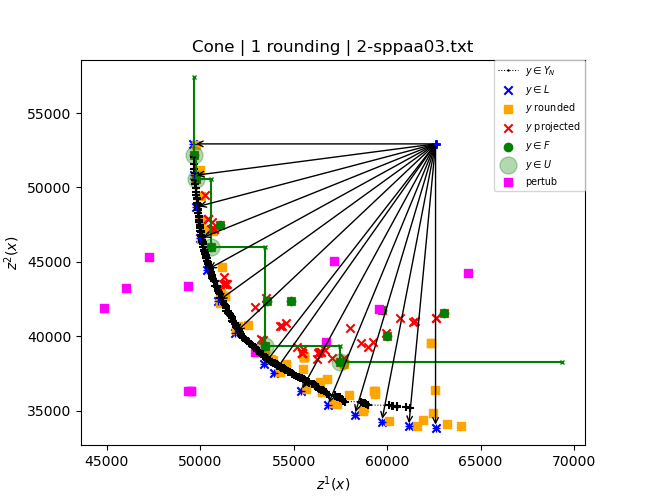 Cone | 1 rounding | 2-sppaa03.txt
z²(x)
55000
50000
45000
40000
35000
45000
50000
55000
60000
65000
70000
z¹(x)
y ∈ Y_N
y ∈ L
y rounded
y projected
y ∈ F
y ∈ U
pertub